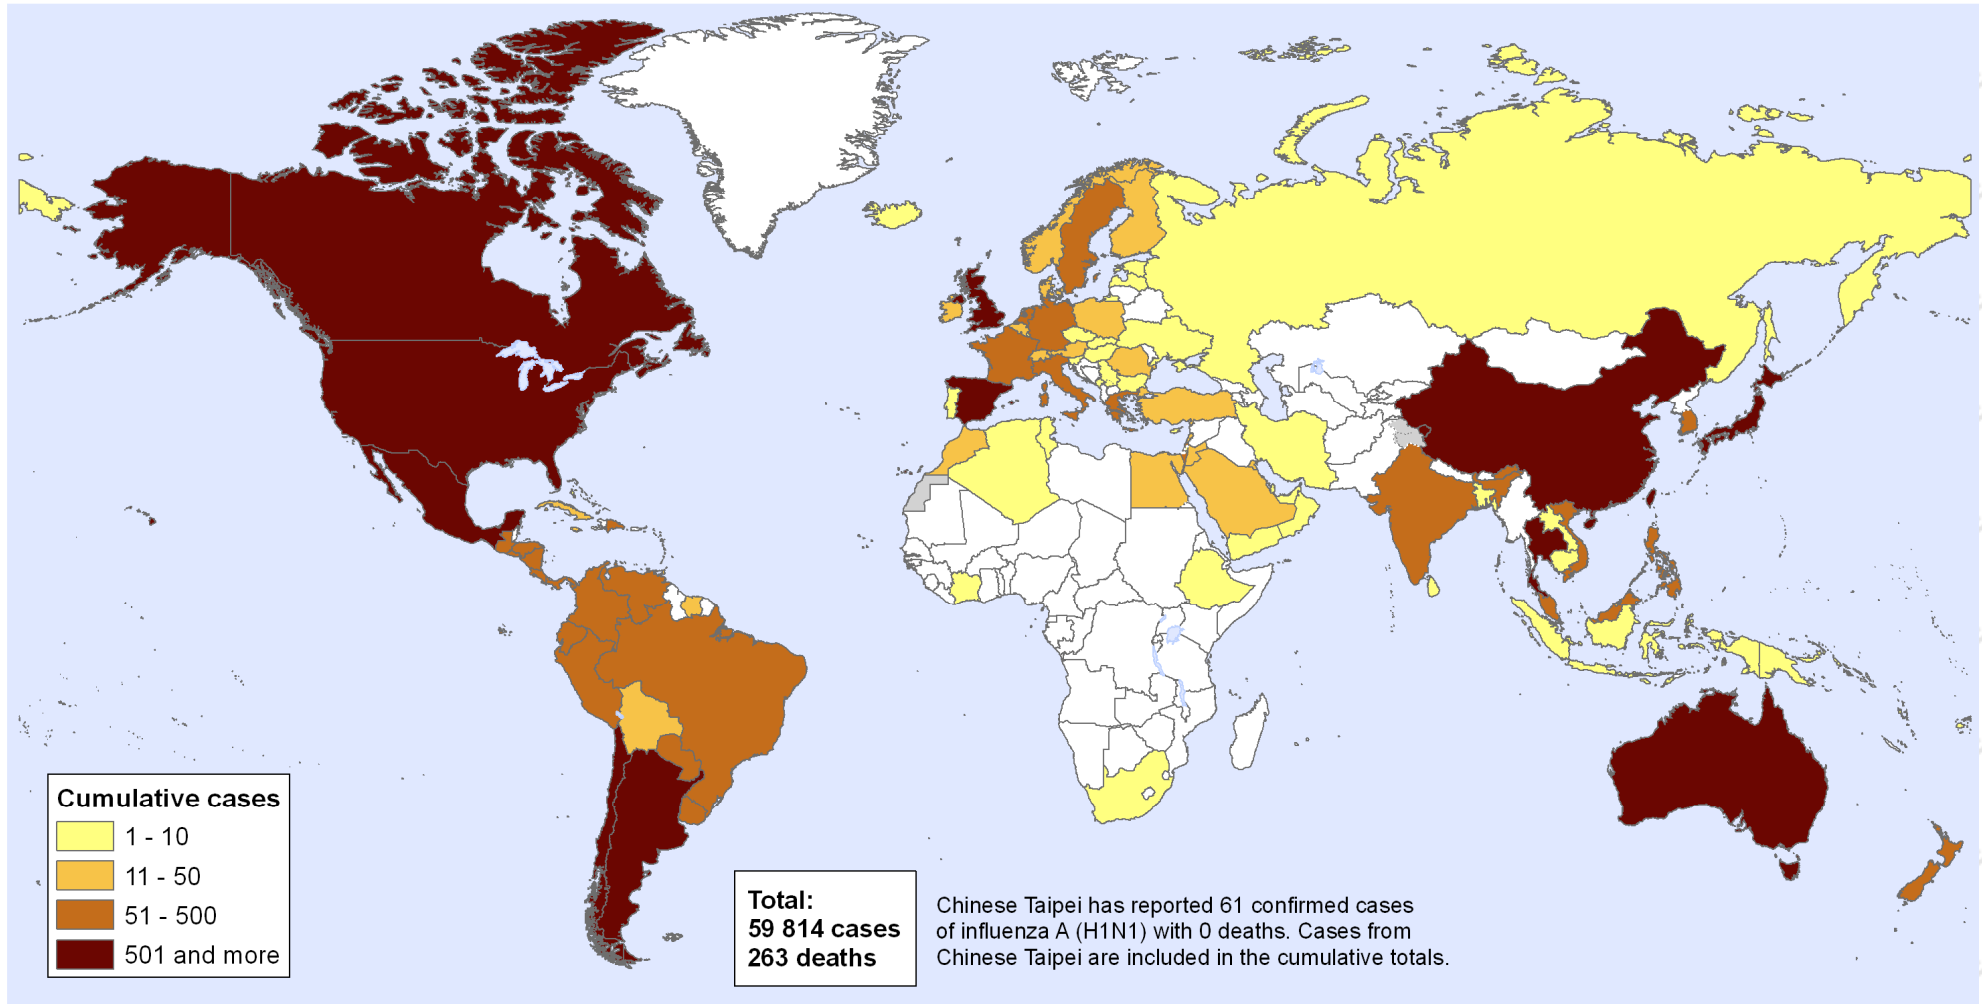 Cumulative cases
1 - 10
11 - 50
51 - 500
501 and more
Total:
59 814 cases
263 deaths
Chinese Taipei has reported 61 confirmed cases
of influenza A (H1N1) with 0 deaths. Cases from
Chinese Taipei are included in the cumulative totals.